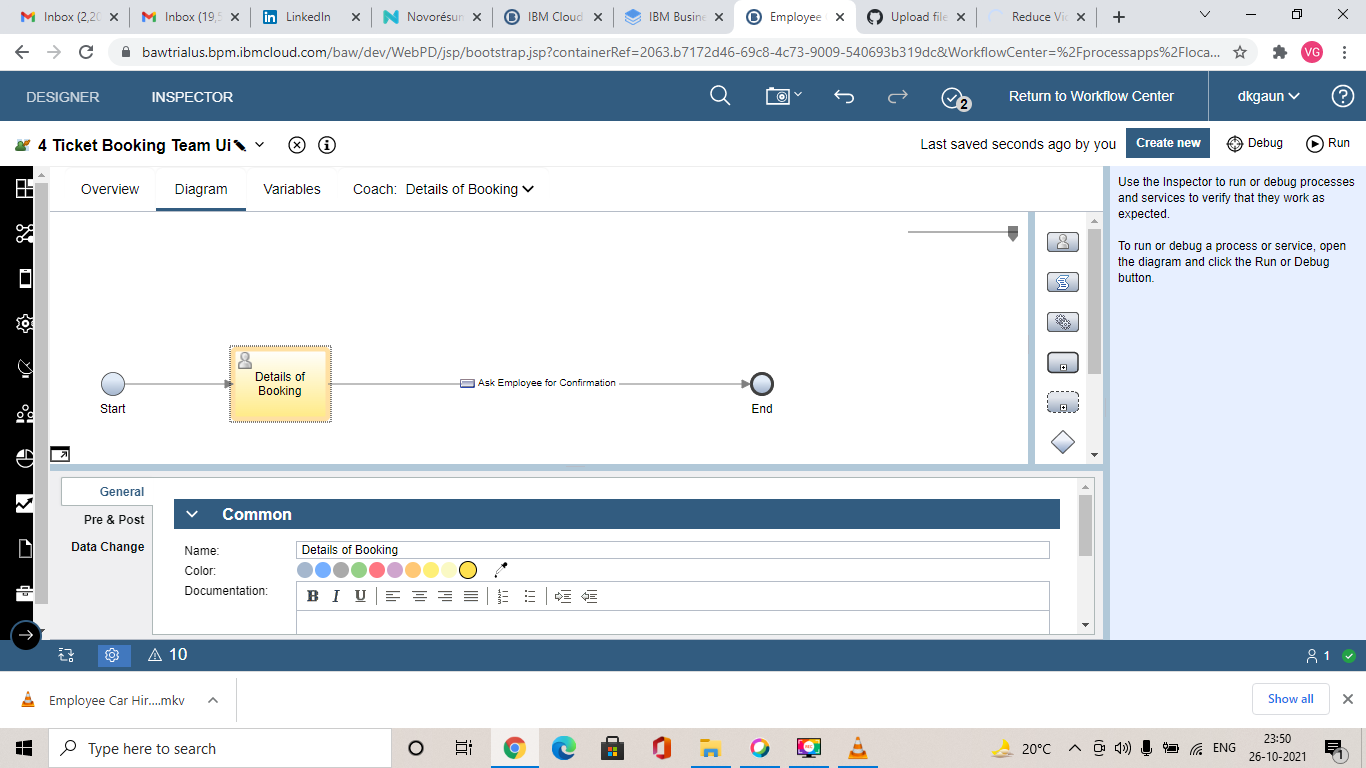 Inbox (2,20
Inbox (19,5
LinkedIn
Novorésum
IBM Cloud
IBM Busine
Employee
Upload file
Reduce Vid
bawtrialus.bpm.ibmcloud.com/baw/dev/WebPD/jsp/bootstrap.jsp?containerRef=2063.b7172d46-69c8-4c73-9009-540693b319dc&WorkflowCenter=%2Fprocessapps%2Floca...
VG
DESIGNER
INSPECTOR
2
Return to Workflow Center
dkgaun
4 Ticket Booking Team Ui
Last saved seconds ago by you
Create new
Debug
Run
Overview
Diagram
Variables
Coach: Details of Booking
Use the Inspector to run or debug processes
and services to verify that they work as
expected.
To run or debug a process or service, open
the diagram and click the Run or Debug
button.
Start
Details of
Booking
Ask Employee for Confirmation
End
General
Pre & Post
Data Change
Common
Name:
Details of Booking
Color:
Documentation:
B I U
10
1
Employee Car Hir....mkv
Show all
Type here to search
20°C
ENG
23:50
26-10-2021
1